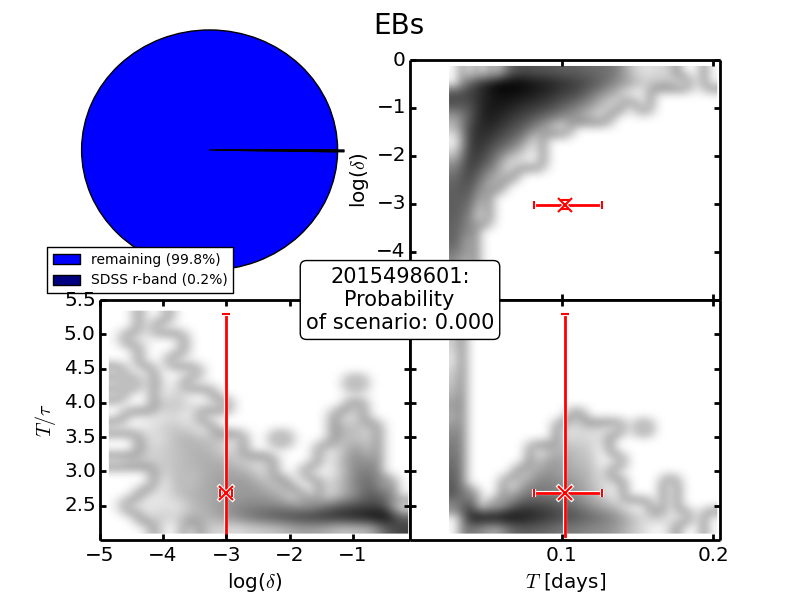 EBs
remaining (99.8%)
SDSS r-band (0.2%)
0
−1
−2
−3
−4
log(δ)
2015498601:
Probability
of scenario: 0.000
5.5
5.0
4.5
4.0
3.5
3.0
2.5
T/τ
−5
−4
−3
−2
−1
log(δ)
0.1
0.2
T [days]